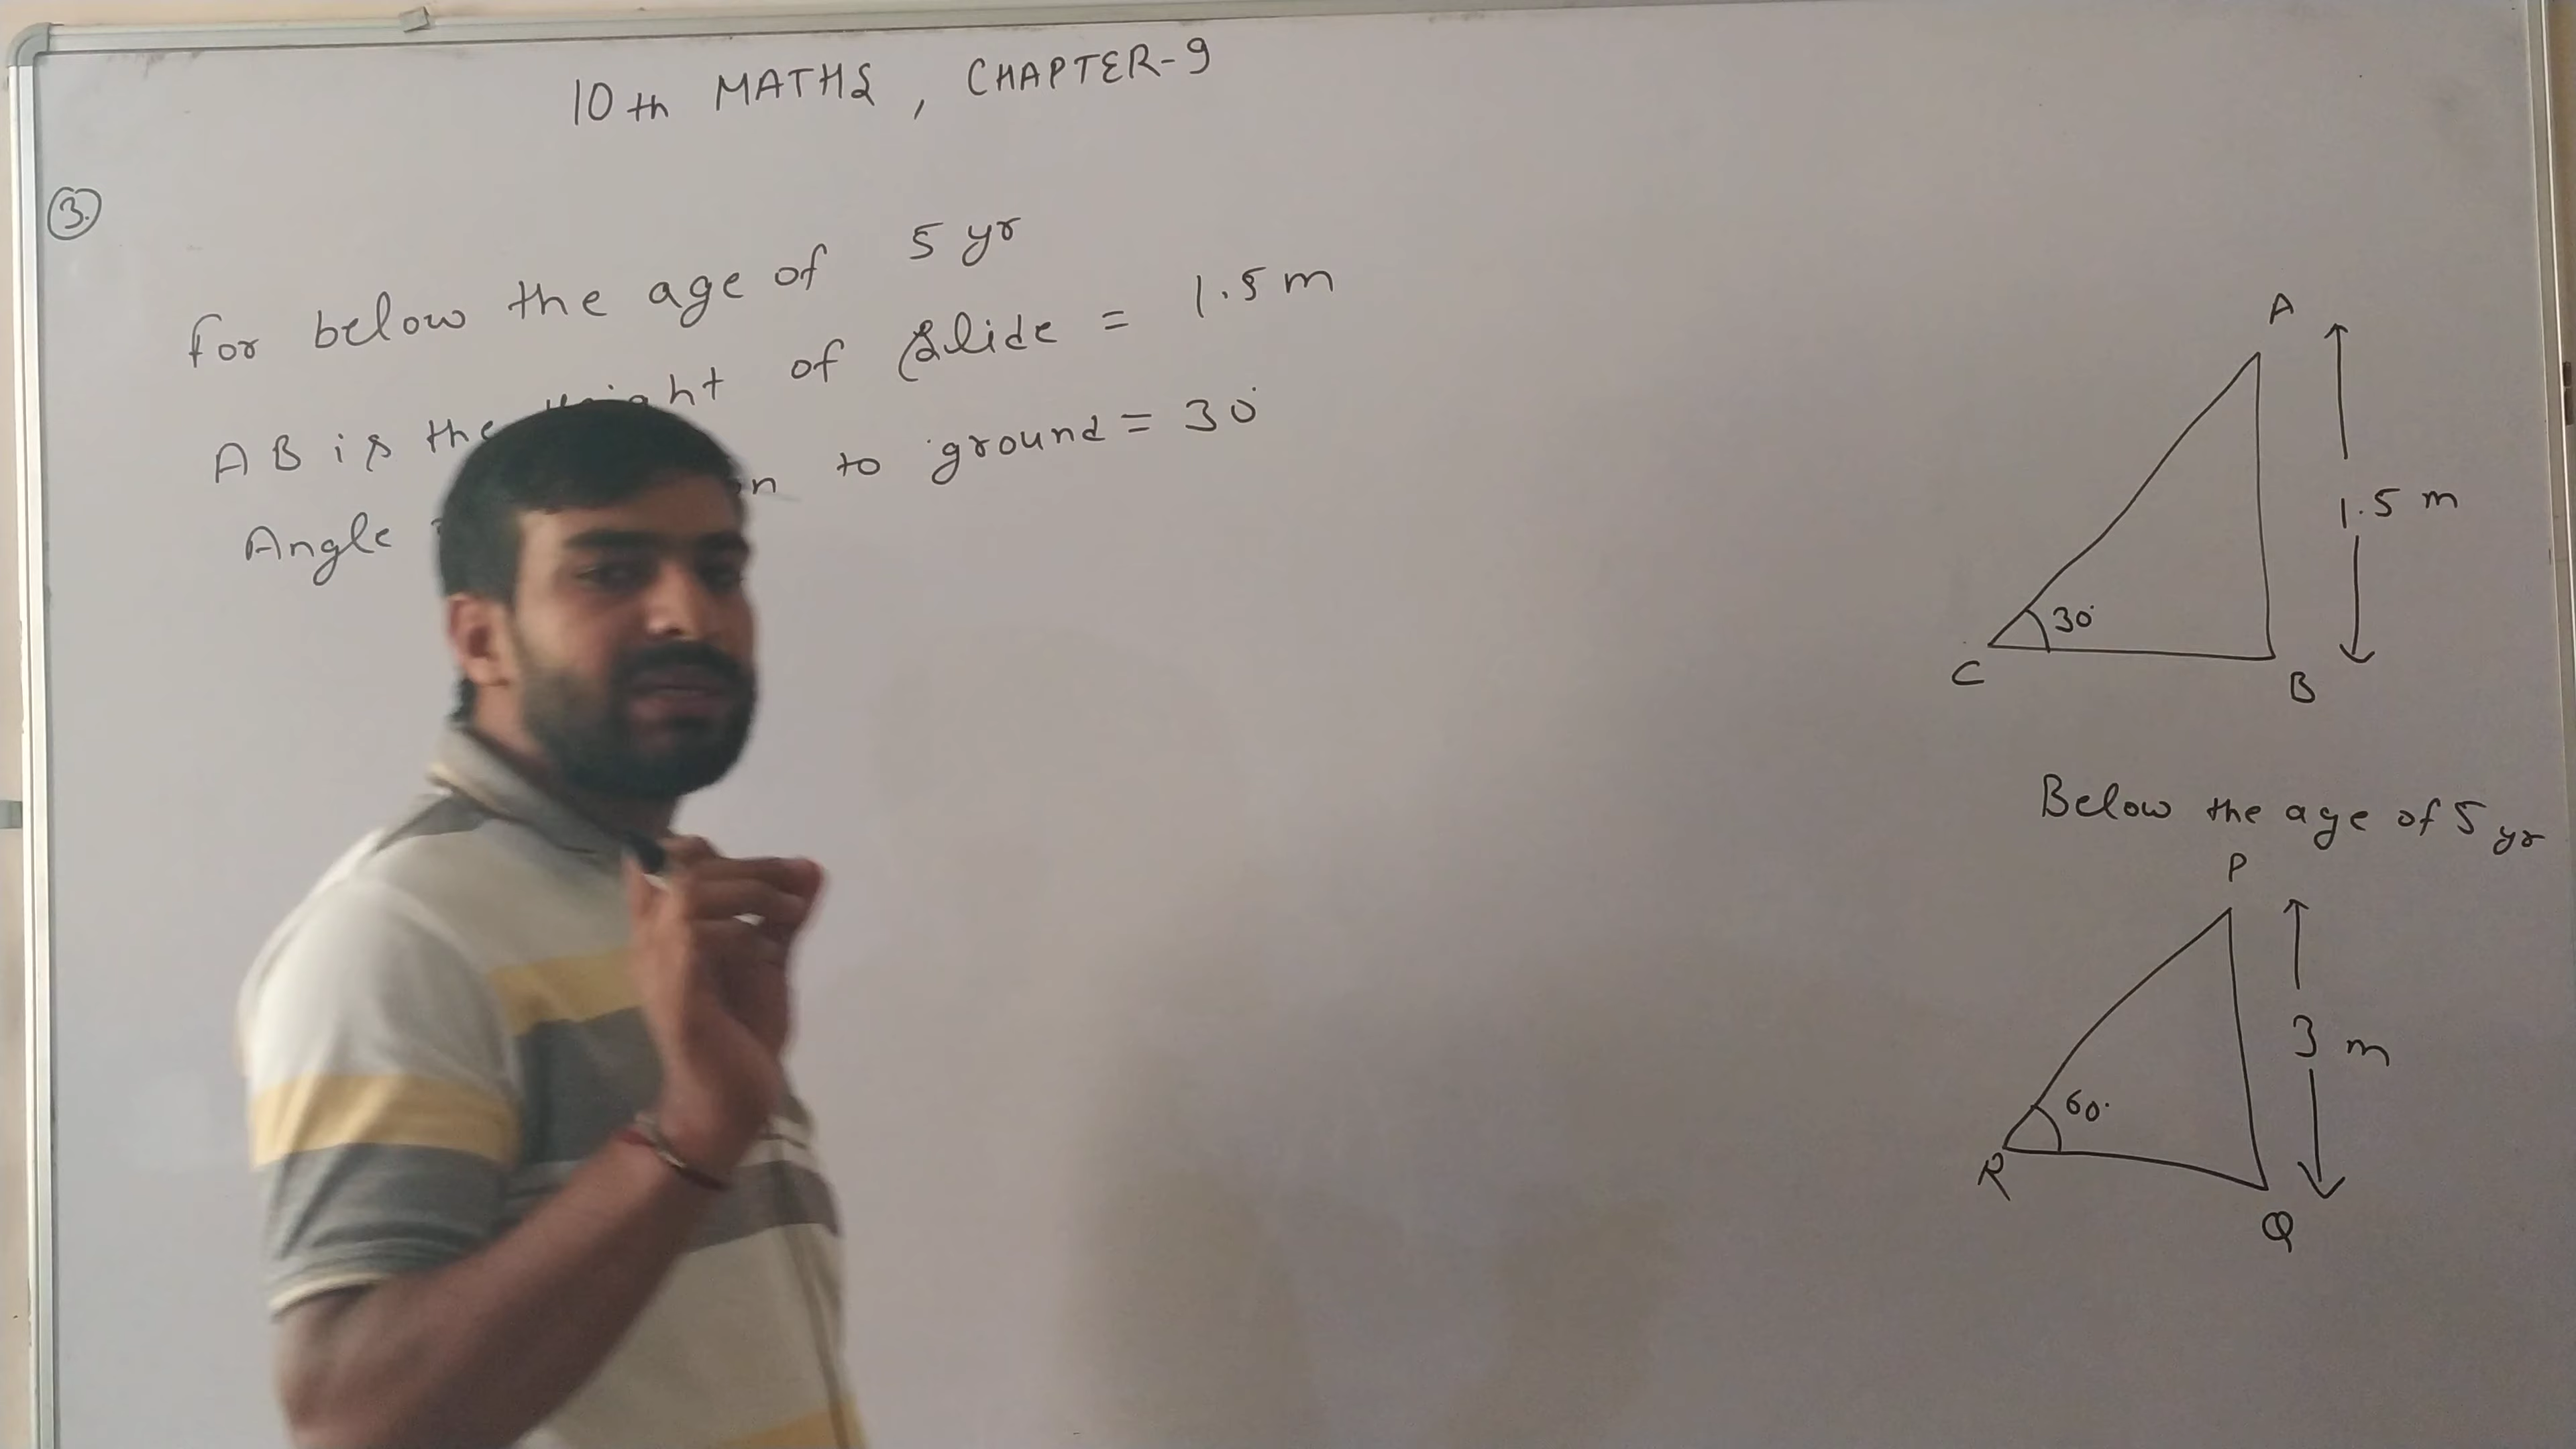 10th MATHS, CHAPTER-9
3.
For below the age of 5 yr
AB is the of Slide = 1.5 m
Angle to ground = 30°
A
1.5 m
30°
C
B
Below the age of 5 yr
P
3 m
60°
R
Q